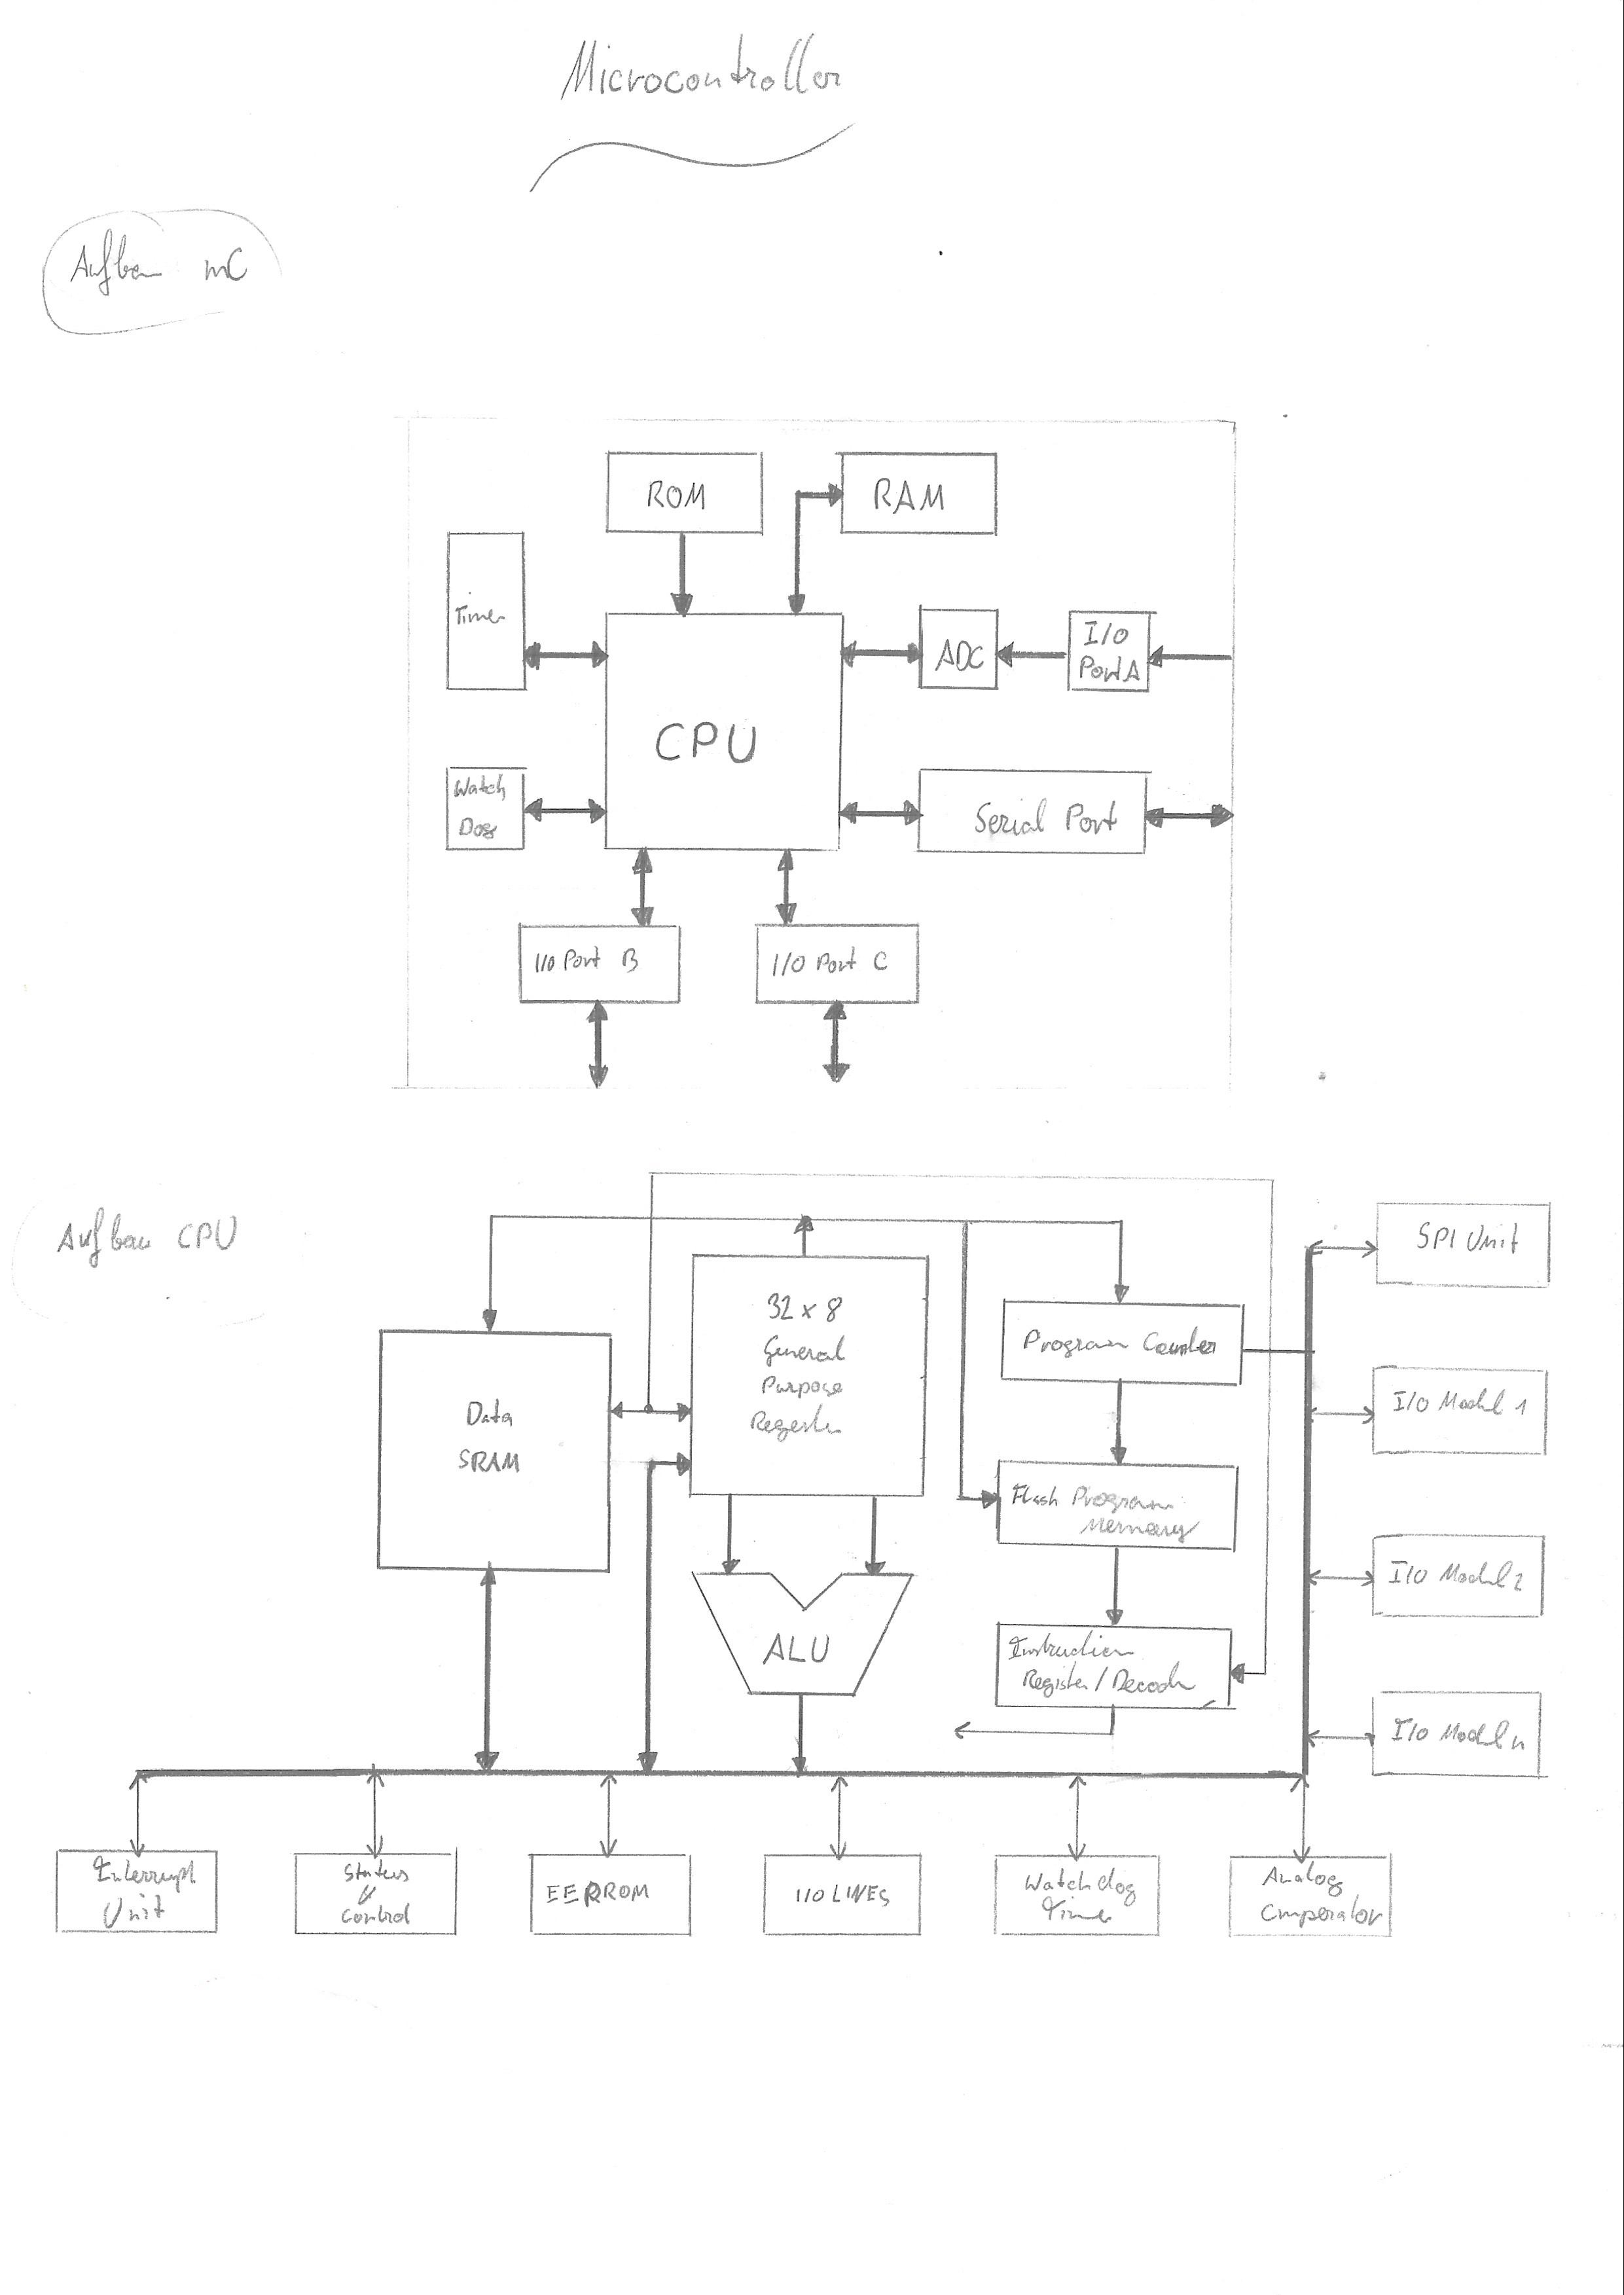 Microcontroller
Aufbau mC
ROM
RAM
Timer
ADC
I/O
Port A
CPU
Watch
Dog
Serial Port
I/O Port B
I/O Port C
Aufbau CPU
SPI Unit
32 x 8
General
Purpose
Register
Program Counter
Data
SRAM
I/O Modul 1
Flash Program
Memory
I/O Modul 2
ALU
Instruction
Register / Decoder
I/O Modul n
Interrupt
Unit
Status
&
Control
EEPROM
I/O LINES
Watchdog
Timer
Analog
Cmperator